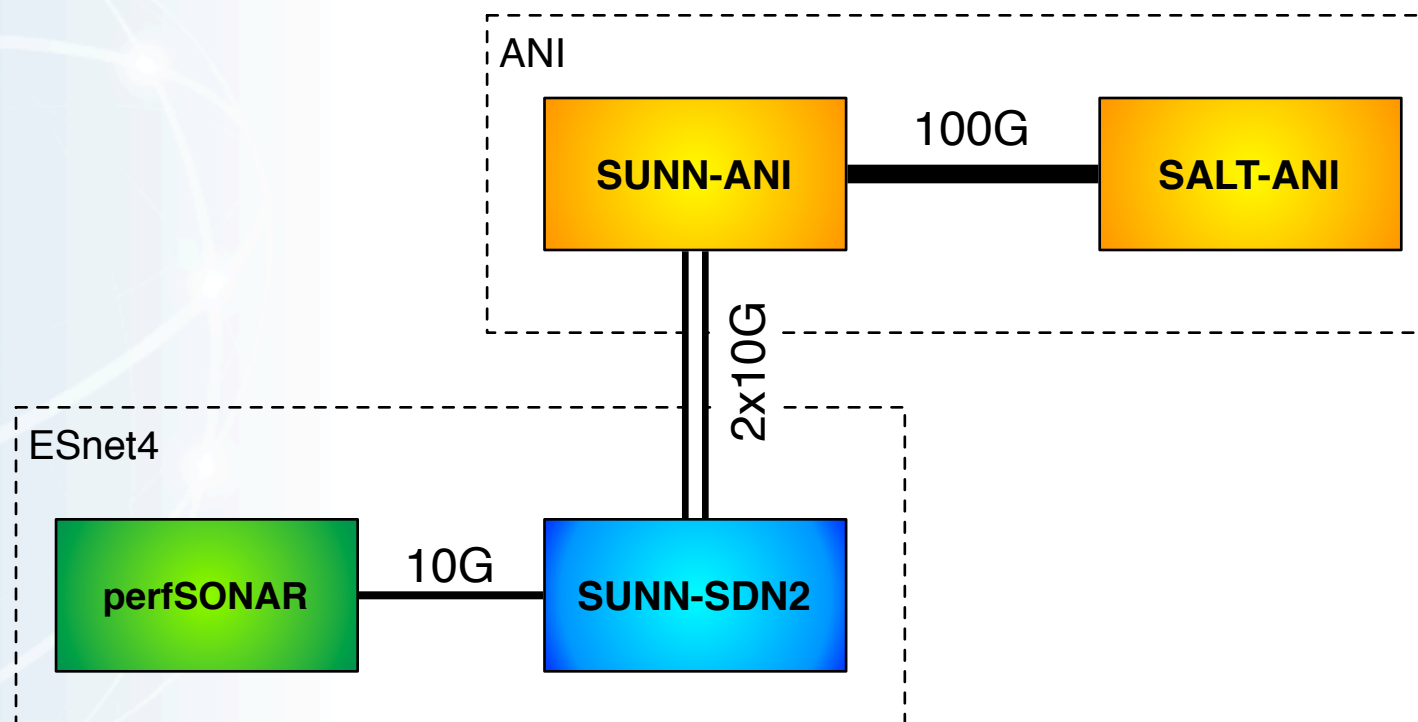 ANI
SUNN-ANI
100G
SALT-ANI
2x10G
ESnet4
perfSONAR
10G
SUNN-SDN2